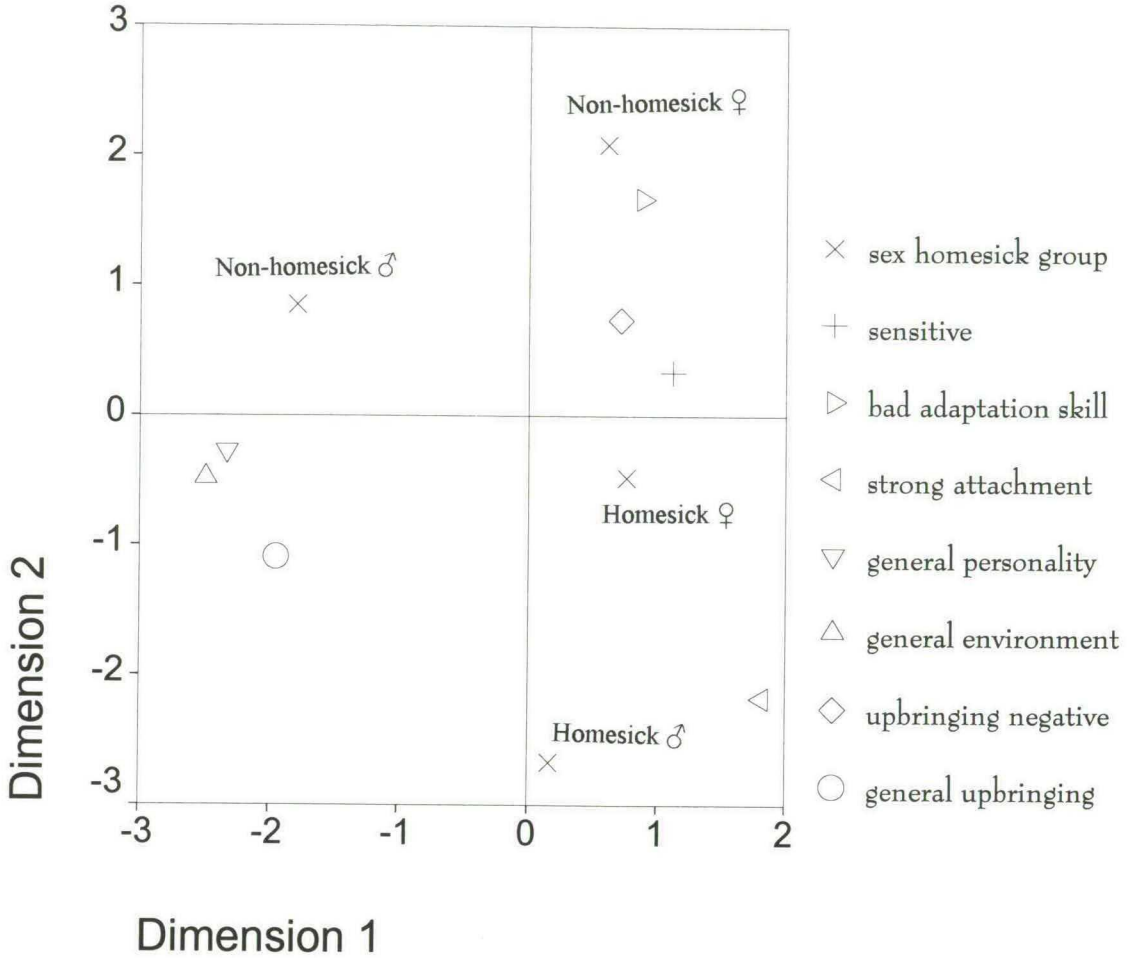 3
2
1
0
-1
-2
-3
-3 -2 -1 0 1 2
Dimension 2
Dimension 1
Non-homesick ♀
Non-homesick ♂
Homesick ♀
Homesick ♂
sex homesick group
sensitive
bad adaptation skill
strong attachment
general personality
general environment
upbringing negative
general upbringing